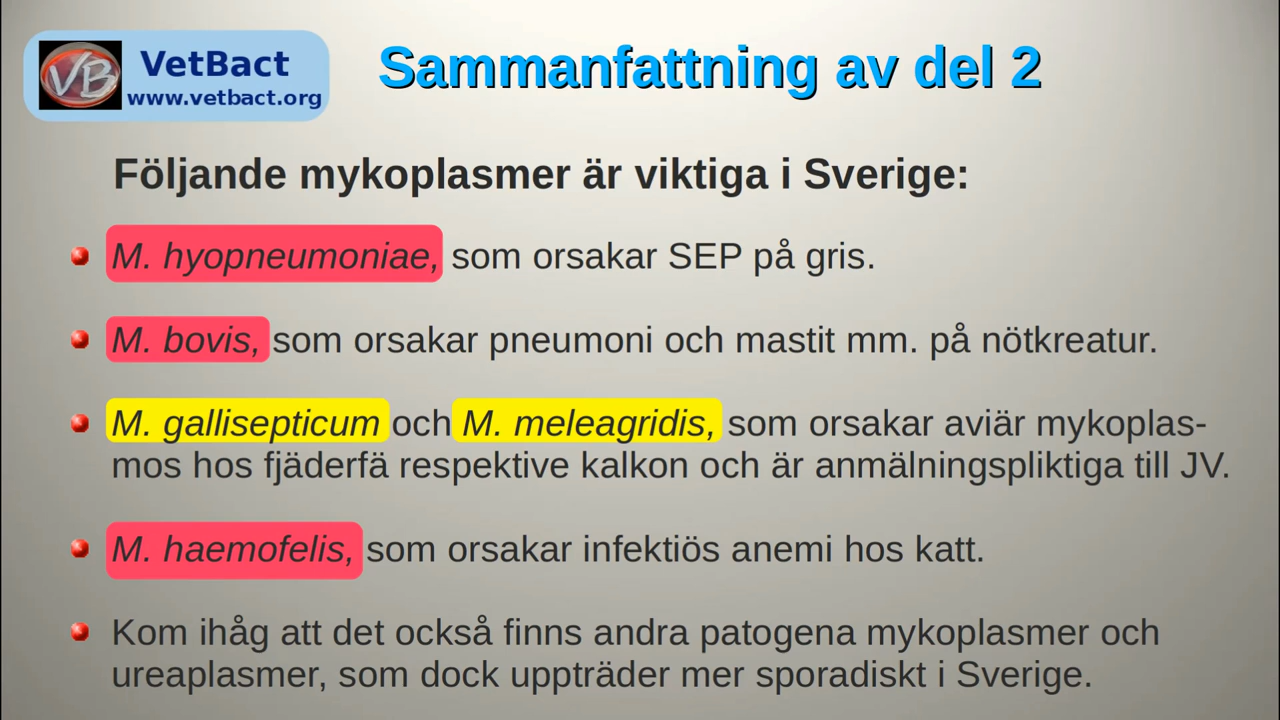 VB
VetBact
www.vetbact.org
Sammanfattning av del 2
Följande mykoplasmer är viktiga i Sverige:
M. hyopneumoniae, som orsakar SEP på gris.
M. bovis, som orsakar pneumoni och mastit mm. på nötkreatur.
M. gallisepticum och M. meleagridis, som orsakar aviär mykoplas-
mos hos fjäderfä respektive kalkon och är anmälningspliktiga till JV.
M. haemofelis, som orsakar infektiös anemi hos katt.
Kom ihåg att det också finns andra patogena mykoplasmer och
ureaplasmer, som dock uppträder mer sporadiskt i Sverige.